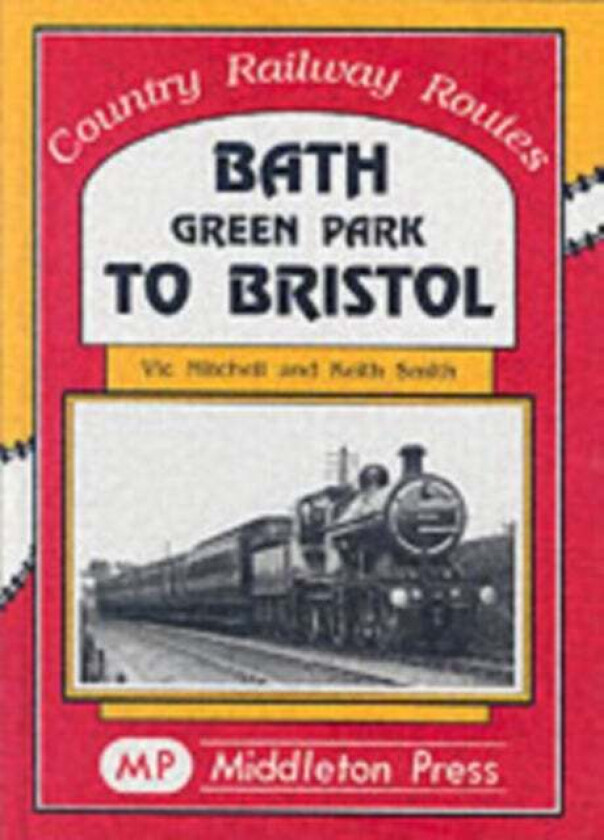 Country Railway Routes
BATH
GREEN PARK
TO BRISTOL
Vic Mitchell and Keith Smith
MP Middleton Press